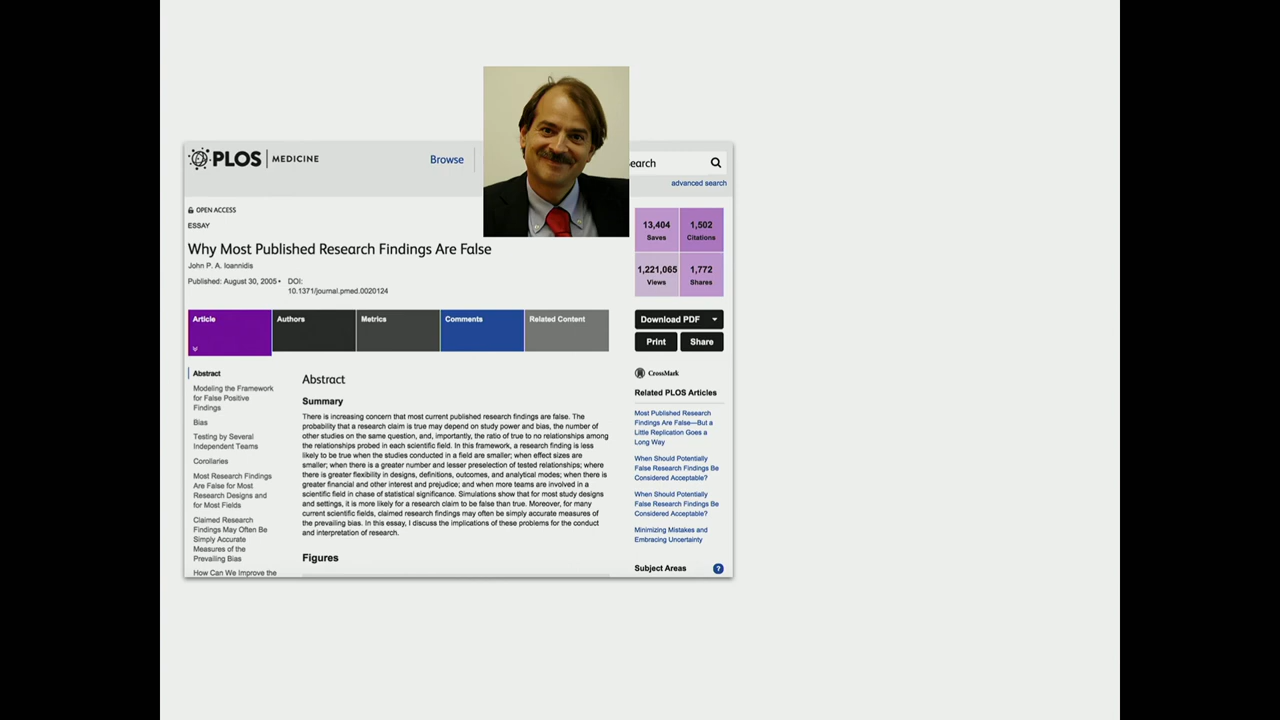 PLOS MEDICINE
Browse
earch
advanced search
OPEN ACCESS
ESSAY
Why Most Published Research Findings Are False
John P. A. Ioannidis
Published: August 30, 2005 • DOI:
10.1371/journal.pmed.0020124
13,404
Saves
1,502
Citations
1,221,065
Views
1,772
Shares
Article
Authors
Metrics
Comments
Related Content
Download PDF
Print
Share
Abstract
Modeling the Framework
for False Positive
Findings
Bias
Testing by Several
Independent Teams
Corollaries
Most Research Findings
Are False for Most
Research Designs and
for Most Fields
Claimed Research
Findings May Often Be
Simply Accurate
Measures of the
Prevailing Bias
How Can We Improve the
Abstract
Summary
There is increasing concern that most current published research findings are false. The
probability that a research claim is true may depend on study power and bias, the number of
other studies on the same question, and, importantly, the ratio of true to no relationships among
the relationships probed in each scientific field. In this framework, a research finding is less
likely to be true when the studies conducted in a field are smaller; when effect sizes are
smaller; when there is a greater number and lesser preselection of tested relationships; where
there is greater flexibility in designs, definitions, outcomes, and analytical modes; when there is
greater financial and other interest and prejudice; and when more teams are involved in a
scientific field in chase of statistical significance. Simulations show that for most study designs
and settings, it is more likely for a research claim to be false than true. Moreover, for many
current scientific fields, claimed research findings may often be simply accurate measures of
the prevailing bias. In this essay, I discuss the implications of these problems for the conduct
and interpretation of research.
Figures
CrossMark
Related PLOS Articles
Most Published Research
Findings Are False—But a
Little Replication Goes a
Long Way
When Should Potentially
False Research Findings Be
Considered Acceptable?
When Should Potentially
False Research Findings Be
Considered Acceptable?
Minimizing Mistakes and
Embracing Uncertainty
Subject Areas
?